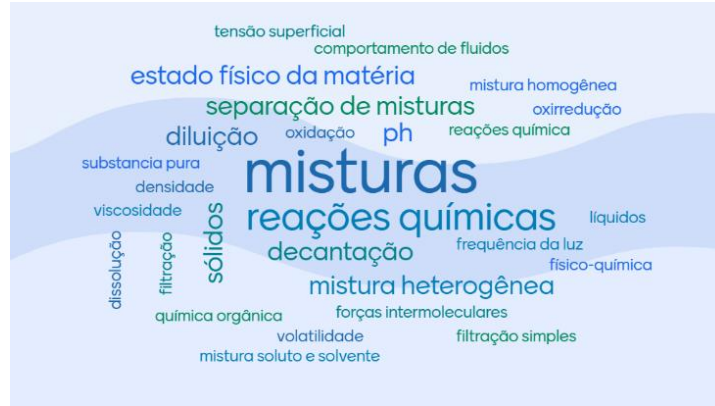 tensão superficial
comportamento de fluidos
estado físico da matéria
mistura homogênea
separação de misturas
oxirredução
diluição
oxidação
ph
reações química
misturas
substancia pura
densidade
viscosidade
sólidos
reações químicas
líquidos
dissolução
filtração
decantação
frequência da luz
físico-química
mistura heterogênea
química orgânica
forças intermoleculares
volatilidade
filtração simples
mistura soluto e solvente